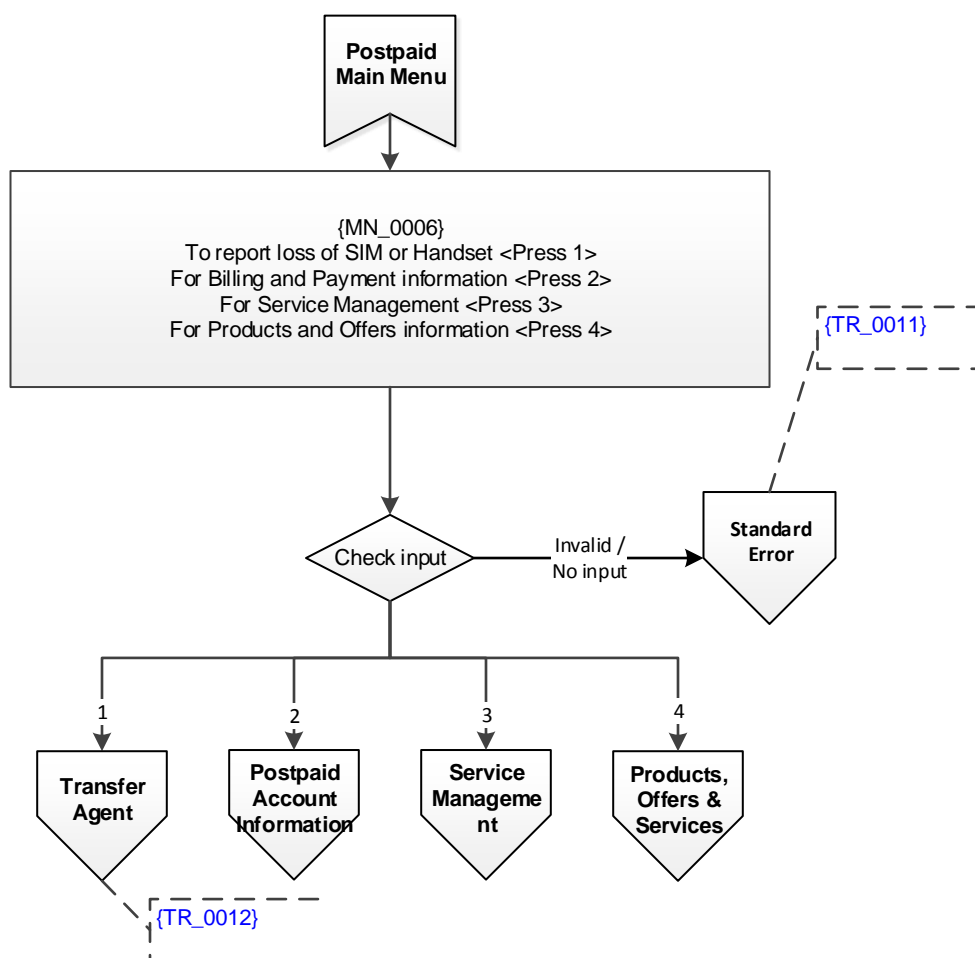 Postpaid
Main Menu
{MN_0006}
To report loss of SIM or Handset <Press 1>
For Billing and Payment information <Press 2>
For Service Management <Press 3>
For Products and Offers information <Press 4>
{TR_0011}
Standard
Error
Check input
Invalid /
No input
1
2
3
4
Transfer
Agent
Postpaid
Account
Information
Service
Manageme
nt
Products,
Offers &
Services
{TR_0012}